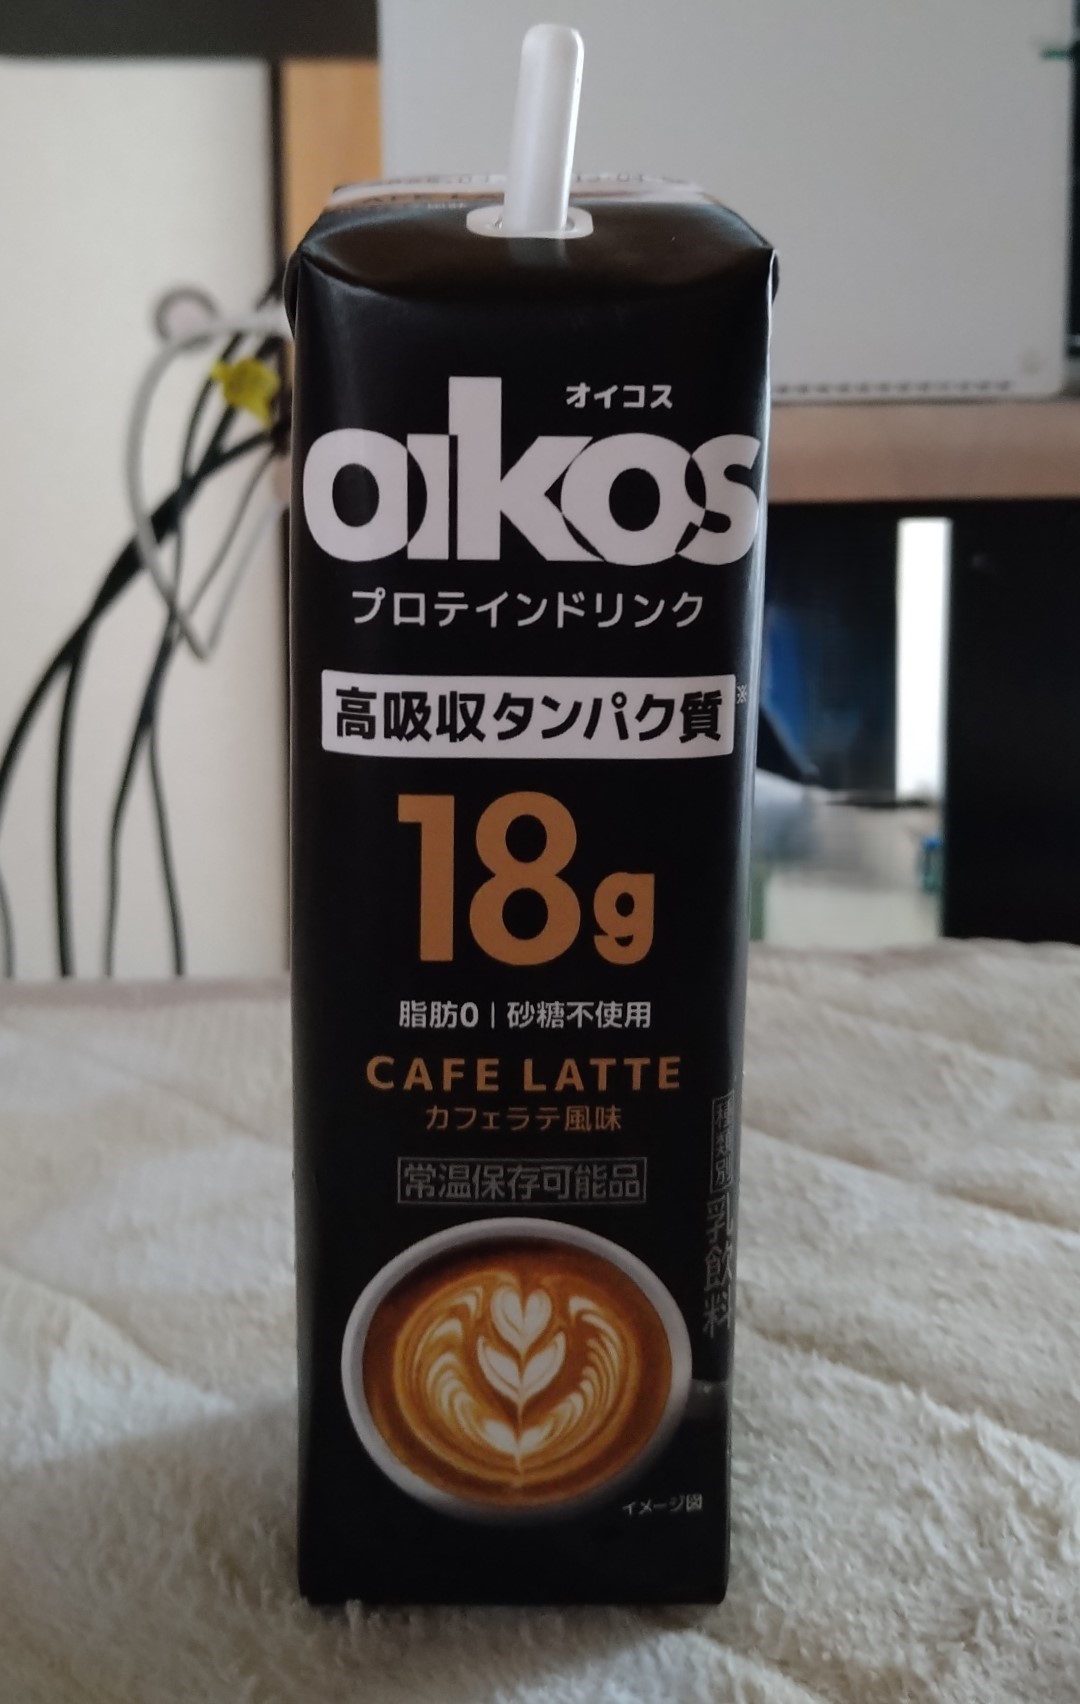 オイコス
oikos
プロテインドリンク
高吸収タンパク質※
18g
脂肪0 | 砂糖不使用
CAFE LATTE
カフェラテ風味
常温保存可能品
種類別 乳飲料
イメージ図